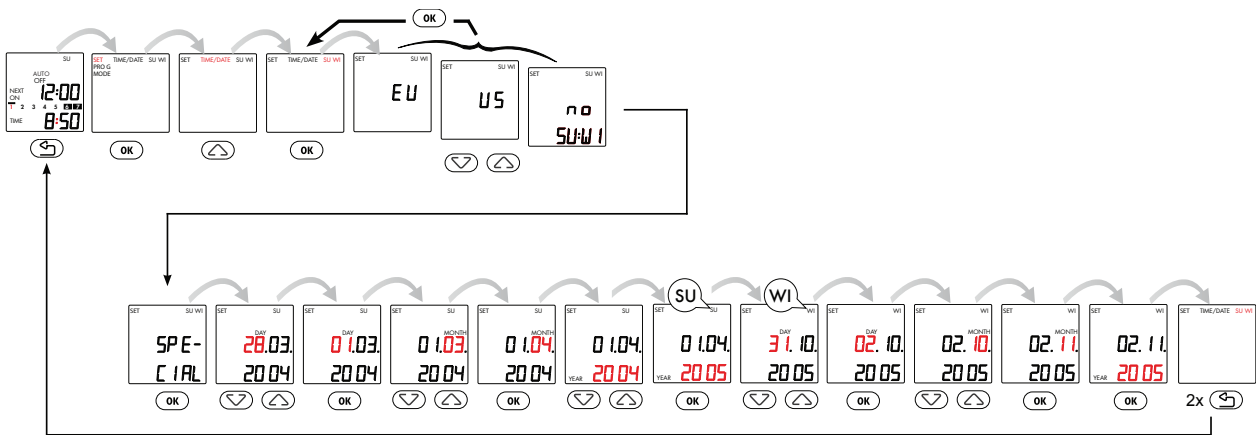 OK
SU
AUTO
OFF
NEXT
ON
12:00
1 2 3 4 5 6 7
TIME
8:50
SET TIME/DATE SU WI
PROG
MODE
OK
SET TIME/DATE SU WI
SET TIME/DATE SU WI
OK
SET SU WI
EU
SET SU WI
US
SET SU WI
no
SU:WI
SET SU WI
SPE-
CIAL
OK
SET SU
DAY
28.03.
2004
SET SU
DAY
01.03.
2004
OK
SET SU
MONTH
01.03.
2004
SET SU
MONTH
01.04.
2004
OK
SET SU
01.04.
YEAR 2004
SU
SET SU
01.04.
YEAR 2005
OK
WI
SET WI
DAY
31.10.
2005
SET WI
DAY
02.10.
2005
OK
SET WI
MONTH
02.10.
2005
SET WI
MONTH
02.11.
2005
OK
SET WI
02.11.
YEAR 2005
OK
SET TIME/DATE SU WI
2x